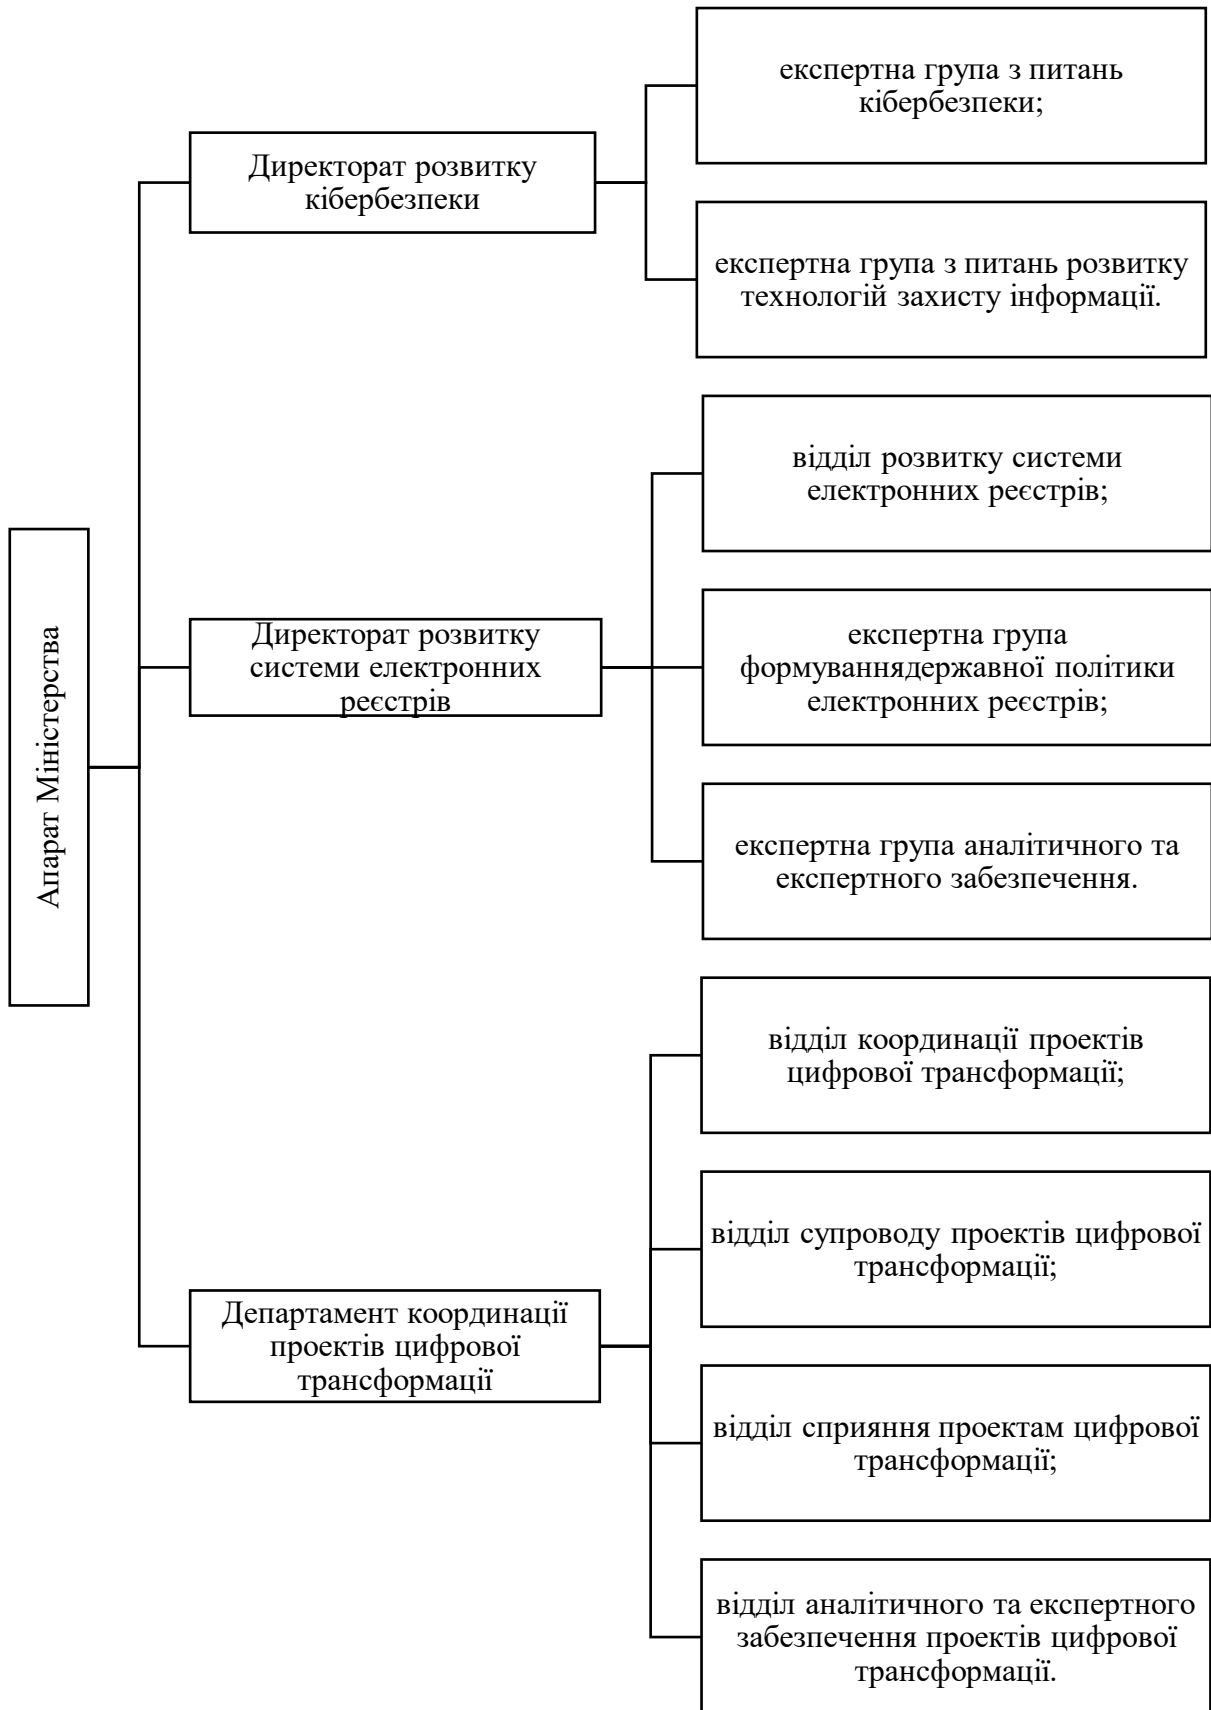 Апарат Міністерства
Директорат розвитку
кібербезпеки
експертна група з питань
кібербезпеки;
експертна група з питань розвитку
технологій захисту інформації.
Директорат розвитку
системи електронних
реєстрів
відділ розвитку системи
електронних реєстрів;
експертна група
формуваннядержавної політики
електронних реєстрів;
експертна група аналітичного та
експертного забезпечення.
Департамент координації
проектів цифрової
трансформації
відділ координації проектів
цифрової трансформації;
відділ супроводу проектів цифрової
трансформації;
відділ сприяння проектам цифрової
трансформації;
відділ аналітичного та експертного
забезпечення проектів цифрової
трансформації.